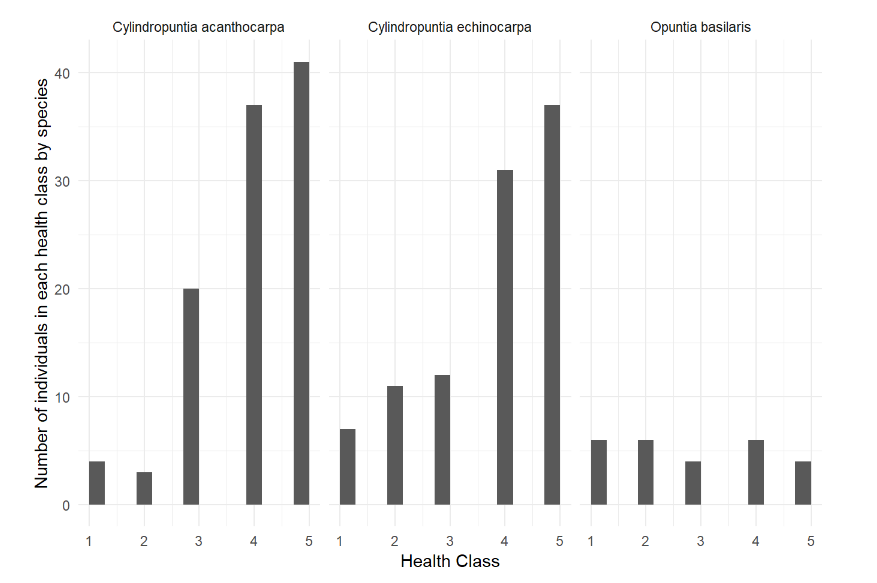 Cylindropuntia acanthocarpa
Cylindropuntia echinocarpa
Opuntia basilaris
Number of individuals in each health class by species
40
30
20
10
0
1 2 3 4 5
1 2 3 4 5
1 2 3 4 5
Health Class